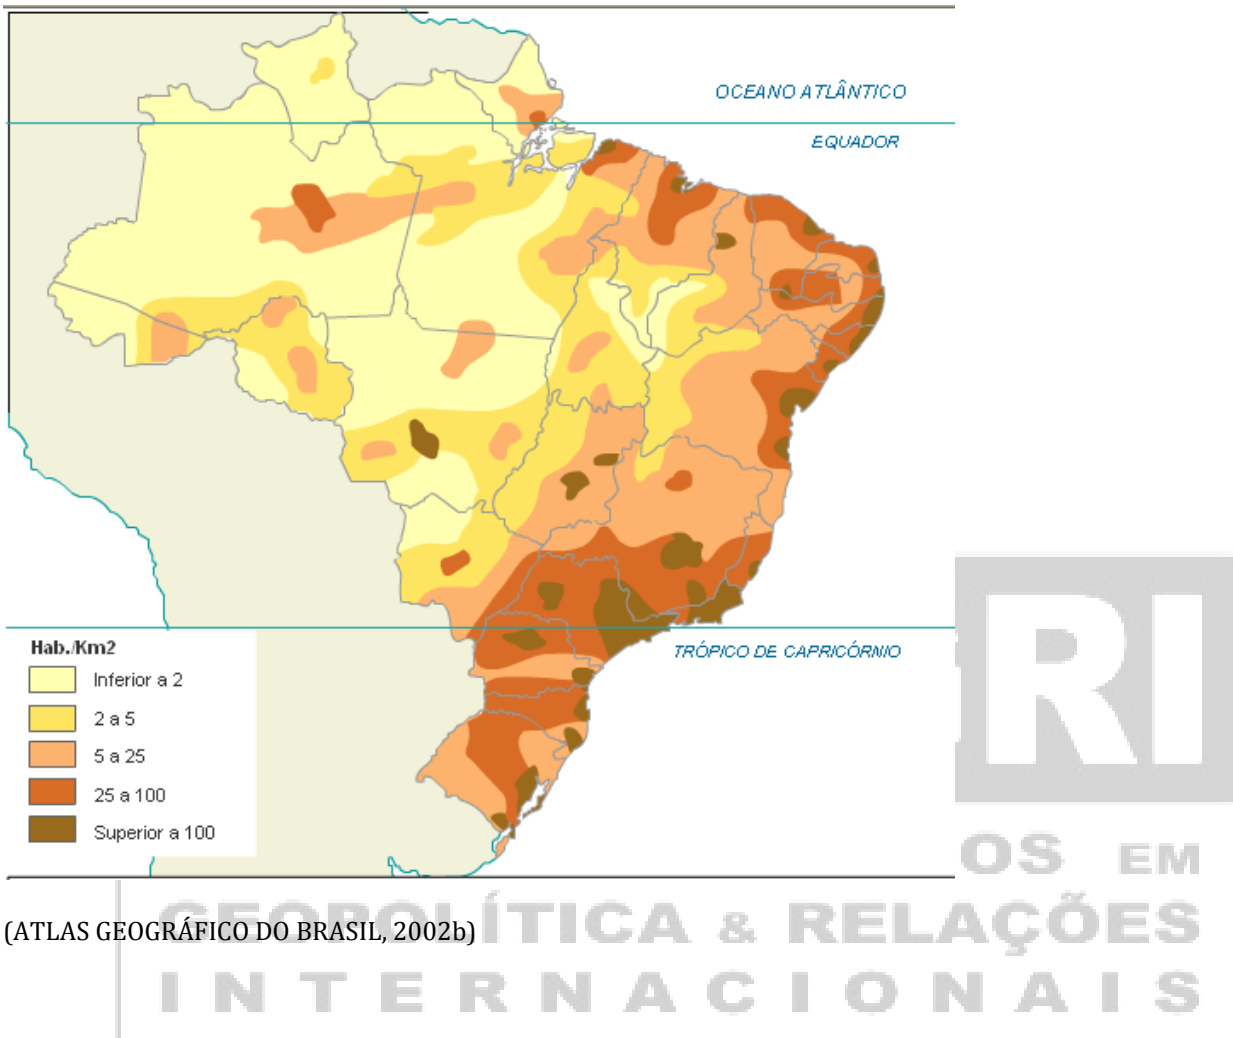 OCEANO ATLÂNTICO
EQUADOR
TRÓPICO DE CAPRICÓRNIO
Hab./Km2
Inferior a 2
2 a 5
5 a 25
25 a 100
Superior a 100
RI
OS EM
(ATLAS GEOGRÁFICO DO BRASIL, 2002b)
GEOPOLÍTICA & RELAÇÕES
INTERNACIONAIS